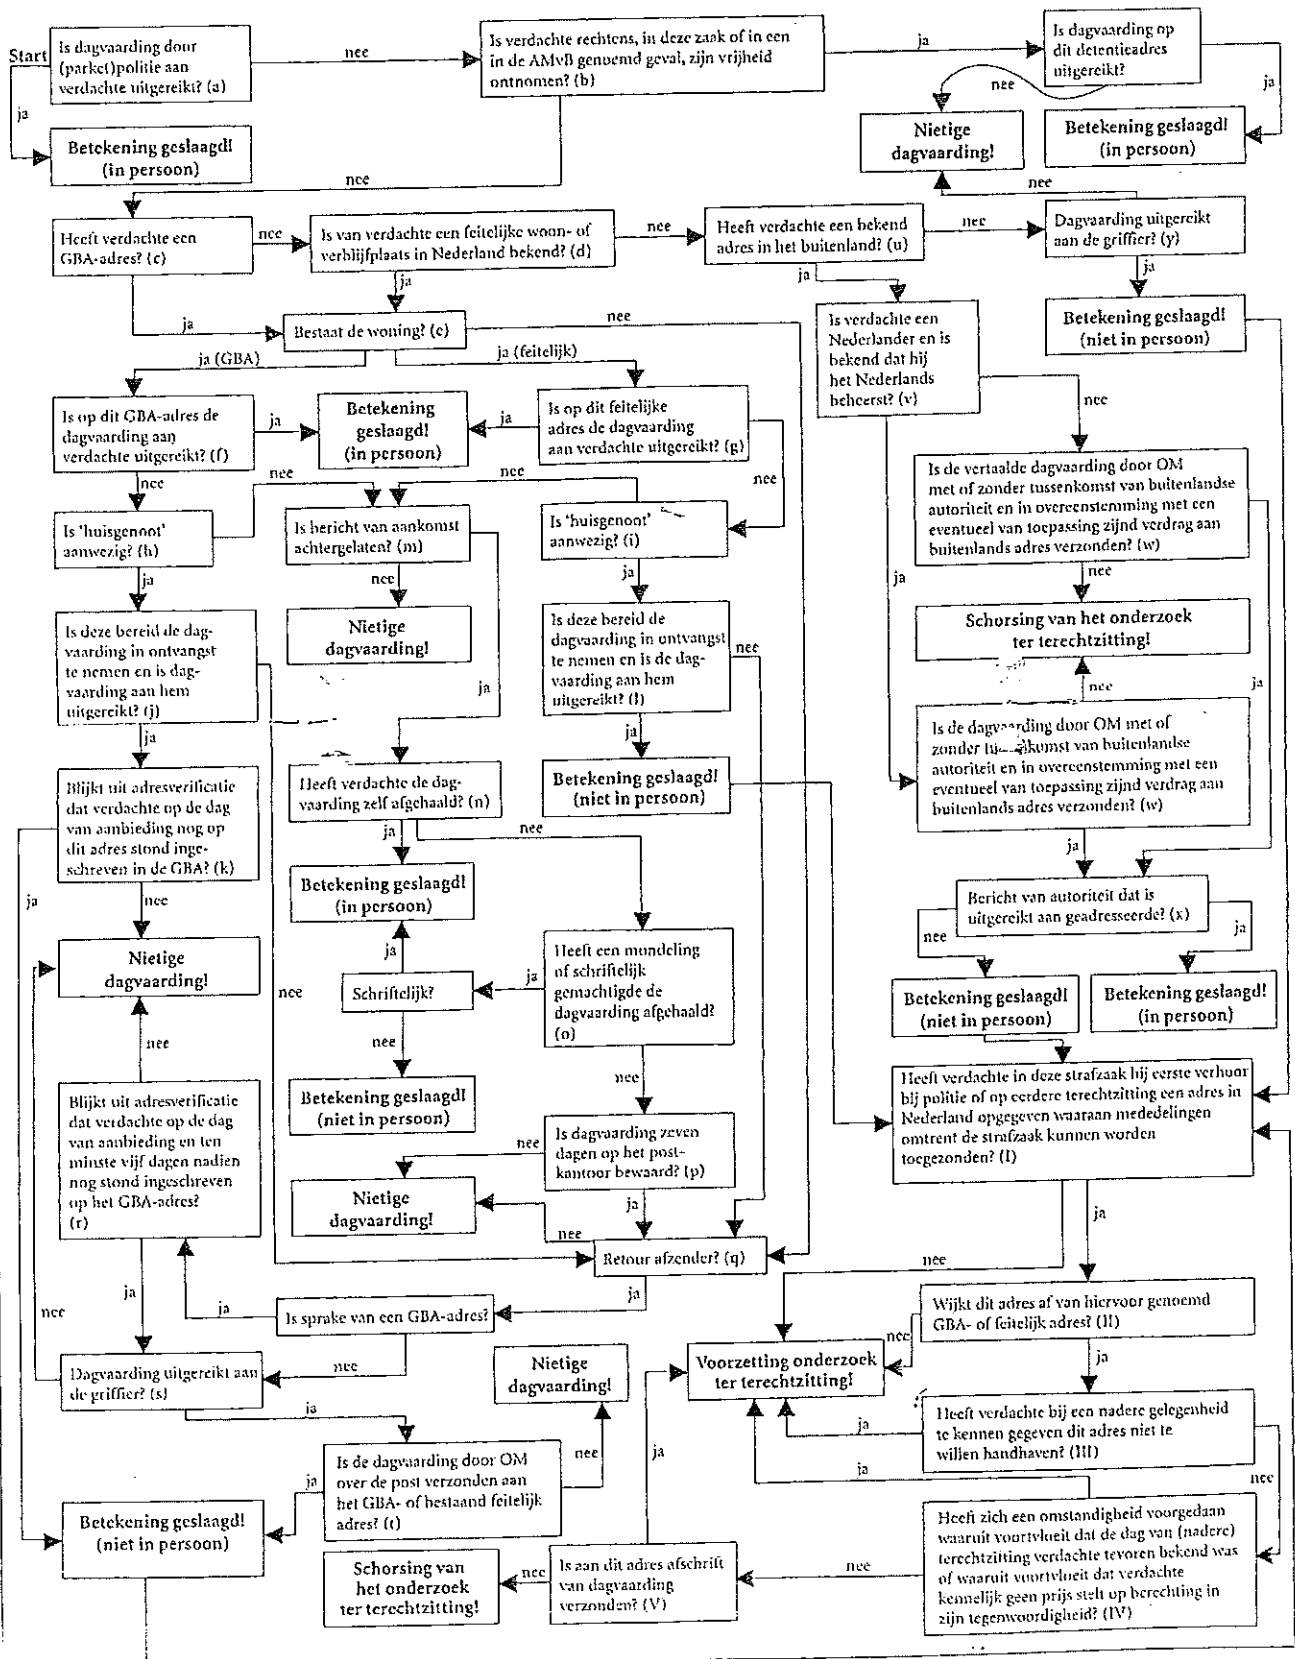 Start
Is dagvaarding door
(parket)politie aan
verdachte uitgereikt? (a)
nee
Is verdachte rechtens, in deze zaak of in een
in de AMvB genoemd geval, zijn vrijheid
ontnomen? (b)
ja
Is dagvaarding op
dit detentieadres
uitgereikt?
ja
nee
ja
Betekening geslaagd!
(in persoon)
Nietige
dagvaarding!
Betekening geslaagd!
(in persoon)
nee
nee
Heeft verdachte een
GBA-adres? (c)
nee
Is van verdachte een feitelijke woon- of
verblijfplaats in Nederland bekend? (d)
nee
Heeft verdachte een bekend
adres in het buitenland? (u)
nee
Dagvaarding uitgereikt
aan de griffier? (y)
ja
ja
ja
ja
Bestaat de woning? (e)
nee
Is verdachte een
Nederlander en is
bekend dat hij
het Nederlands
beheerst? (v)
Betekening geslaagd!
(niet in persoon)
ja (GBA)
ja (feitelijk)
nee
Is op dit GBA-adres de
dagvaarding aan
verdachte uitgereikt? (f)
ja
Betekening
geslaagd!
(in persoon)
ja
Is op dit feitelijke
adres de dagvaarding
aan verdachte uitgereikt? (g)
nee
nee
nee
nee
Is de vertaalde dagvaarding door OM
met of zonder tussenkomst van buitenlandse
autoriteit en in overeenstemming met een
eventueel van toepassing zijnd verdrag aan
buitenlands adres verzonden? (w)
Is 'huisgenoot'
aanwezig? (h)
Is bericht van aankomst
achtergelaten? (m)
Is 'huisgenoot'
aanwezig? (i)
ja
nee
ja
ja
nee
Is deze bereid de dag-
vaarding in ontvangst
te nemen en is dag-
vaarding aan hem
uitgereikt? (j)
Nietige
dagvaarding!
Is deze bereid de
dagvaarding in ontvangst
te nemen en is de dag-
vaarding aan hem
uitgereikt? (l)
nee
Schorsing van het onderzoek
ter terechtzitting!
ja
nee
ja
ja
ja
Is de dagvaarding door OM met of
zonder tussenkomst van buitenlandse
autoriteit en in overeenstemming met een
eventueel van toepassing zijnd verdrag aan
buitenlands adres verzonden? (w)
Blijkt uit adresverificatie
dat verdachte op de dag
van aanbieding nog op
dit adres stond inge-
schreven in de GBA? (k)
Heeft verdachte de dag-
vaarding zelf afgehaald? (n)
Betekening geslaagd!
(niet in persoon)
ja
nee
ja
ja
nee
Betekening geslaagd!
(in persoon)
Bericht van autoriteit dat is
uitgereikt aan geadresseerde? (x)
nee
ja
Nietige
dagvaarding!
ja
Schriftelijk?
ja
Heeft een mondeling
of schriftelijk
gemachtigde de
dagvaarding afgehaald?
(o)
nee
Betekening geslaagd!
(niet in persoon)
Betekening geslaagd!
(in persoon)
nee
nee
nee
Blijkt uit adresverificatie
dat verdachte op de dag
van aanbieding en ten
minste vijf dagen nadien
nog stond ingeschreven
op het GBA-adres?
(r)
Betekening geslaagd!
(niet in persoon)
Heeft verdachte in deze strafzaak bij eerste verhoor
bij politie of op eerdere terechtzitting een adres in
Nederland opgegeven waaraan mededelingen
omtrent de strafzaak kunnen worden
toegezonden? (I)
nee
Is dagvaarding zeven
dagen op het post-
kantoor bewaard? (p)
Nietige
dagvaarding!
ja
nee
ja
Retour afzender? (q)
nee
ja
ja
nee
ja
Is sprake van een GBA-adres?
Wijkt dit adres af van hiervoor genoemd
GBA- of feitelijk adres? (II)
nee
ja
Dagvaarding uitgereikt aan
de griffier? (s)
nee
Nietige
dagvaarding!
Voorzetting onderzoek
ter terechtzitting!
ja
Heeft verdachte bij een nadere gelegenheid
te kennen gegeven dit adres niet te
willen handhaven? (III)
ja
nee
ja
ja
nee
Is de dagvaarding door OM
over de post verzonden aan
het GBA- of bestaand feitelijk
adres? (t)
ja
Betekening geslaagd!
(niet in persoon)
Heeft zich een omstandigheid voorgedaan
waaruit voortvloeit dat de dag van (nadere)
terechtzitting verdachte tevoren bekend was
of waaruit voortvloeit dat verdachte
kennelijk geen prijs stelt op berechting in
zijn tegenwoordigheid? (IV)
Schorsing van
het onderzoek
ter terechtzitting!
nee
Is aan dit adres afschrift
van dagvaarding
verzonden? (V)
nee